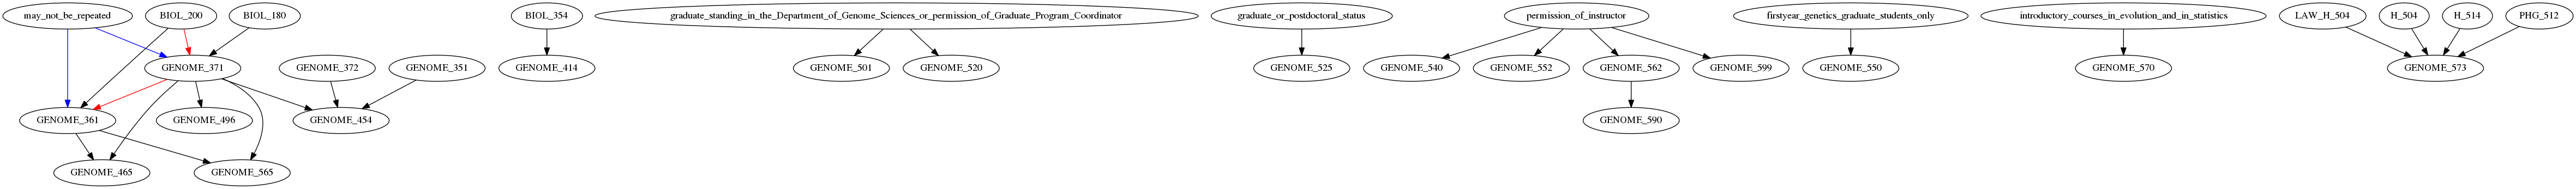 may_not_be_repeated
BIOL_200
BIOL_180
BIOL_354
graduate_standing_in_the_Department_of_Genome_Sciences_or_permission_of_Graduate_Program_Coordinator
graduate_or_postdoctoral_status
permission_of_instructor
firstyear_genetics_graduate_students_only
introductory_courses_in_evolution_and_in_statistics
LAW_H_504
H_504
H_514
PHG_512
GENOME_371
GENOME_372
GENOME_351
GENOME_414
GENOME_501
GENOME_520
GENOME_525
GENOME_540
GENOME_552
GENOME_562
GENOME_599
GENOME_550
GENOME_570
GENOME_573
GENOME_361
GENOME_496
GENOME_454
GENOME_590
GENOME_465
GENOME_565